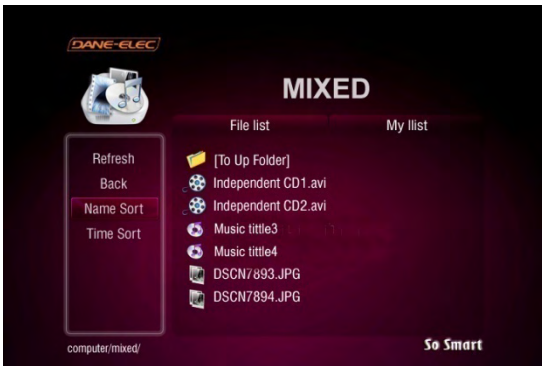 DANE-ELEC
MIXED
File list
My llist
Refresh
Back
Name Sort
Time Sort
[To Up Folder]
Independent CD1.avi
Independent CD2.avi
Music tittle3
Music tittle4
DSCN7893.JPG
DSCN7894.JPG
computer/mixed/
So Smart